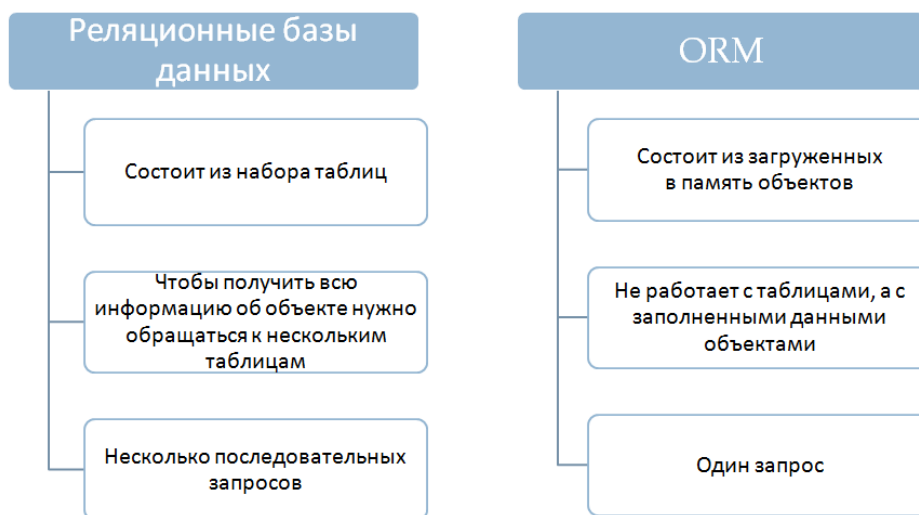 Реляционные базы
данных
Состоит из набора таблиц
Чтобы получить всю
информацию об объекте нужно
обращаться к нескольким
таблицам
Несколько последовательных
запросов
ORM
Состоит из загруженных
в память объектов
Не работает с таблицами, а с
заполненными данными
объектами
Один запрос